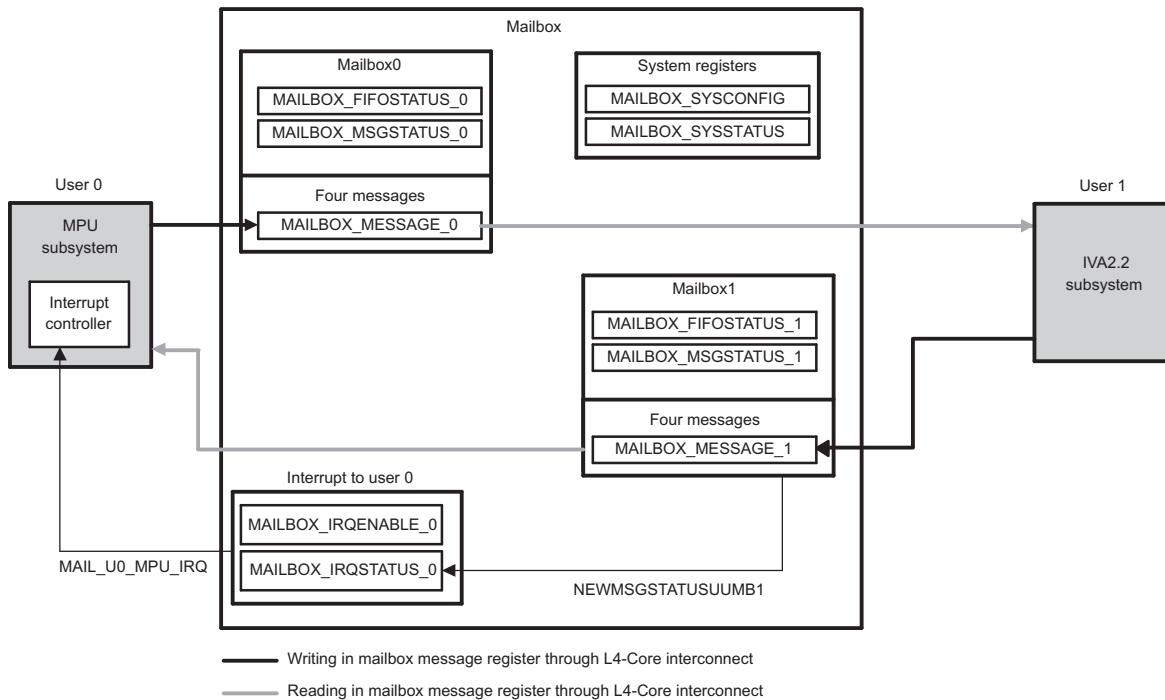 Mailbox
Mailbox0
MAILBOX_FIFOSTATUS_0
MAILBOX_MSGSTATUS_0
Four messages
MAILBOX_MESSAGE_0
System registers
MAILBOX_SYSCONFIG
MAILBOX_SYSSTATUS
User 0
MPU
subsystem
Interrupt
controller
User 1
IVA2.2
subsystem
Mailbox1
MAILBOX_FIFOSTATUS_1
MAILBOX_MSGSTATUS_1
Four messages
MAILBOX_MESSAGE_1
Interrupt to user 0
MAILBOX_IRQENABLE_0
MAILBOX_IRQSTATUS_0
MAIL_U0_MPU_IRQ
NEWMSGSTATUSUUMB1
Writing in mailbox message register through L4-Core interconnect
Reading in mailbox message register through L4-Core interconnect